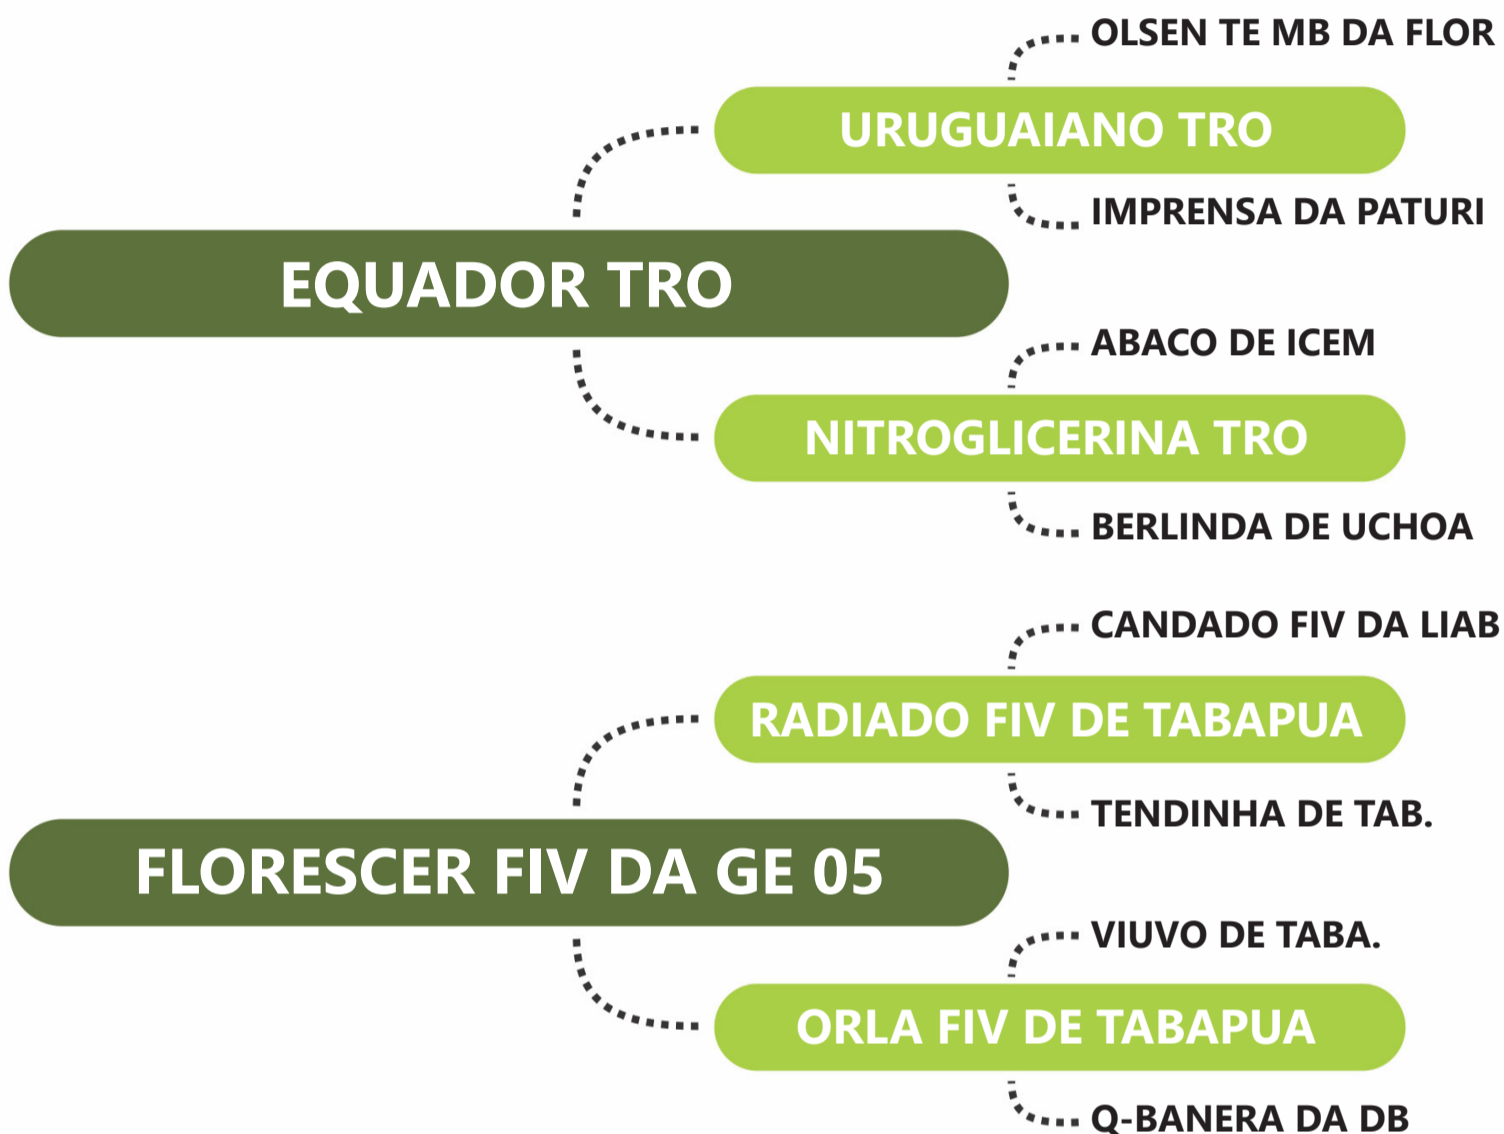 OLSEN TE MB DA FLOR
URUGUAIANO TRO
IMPRENSA DA PATURI
EQUADOR TRO
ABACO DE ICEM
NITROGLICERINA TRO
BERLINDA DE UCHOA
CANDADO FIV DA LIAB
RADIADO FIV DE TABAPUA
TENDINHA DE TAB.
FLORESCER FIV DA GE 05
VIUVO DE TABA.
ORLA FIV DE TABAPUA
Q-BANERA DA DB